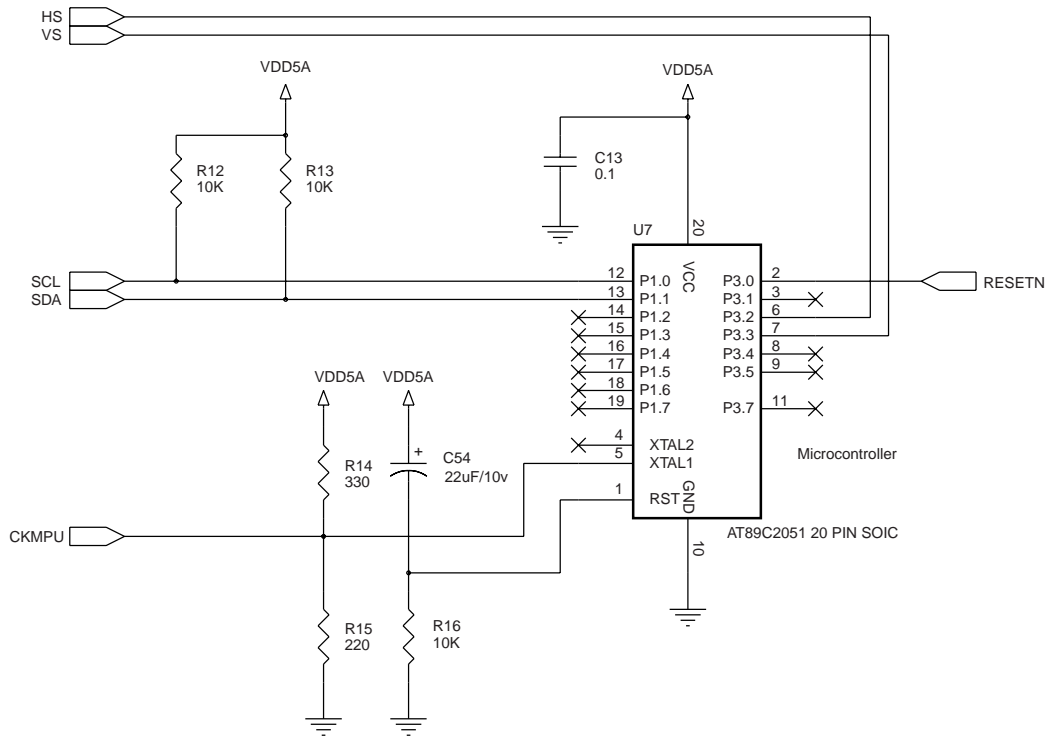 HS
VS
VDD5A
VDD5A
R12
10K
R13
10K
C13
0.1
U7
20
VCC
SCL
SDA
12
P1.0
13
P1.1
14
P1.2
15
P1.3
16
P1.4
17
P1.5
18
P1.6
19
P1.7
4
XTAL2
5
XTAL1
1
RST
GND
10
P3.0
2
P3.1
3
P3.2
6
P3.3
7
P3.4
8
P3.5
9
P3.7
11
RESETN
Microcontroller
AT89C2051 20 PIN SOIC
VDD5A
VDD5A
R14
330
+
C54
22uF/10v
CKMPU
R15
220
R16
10K